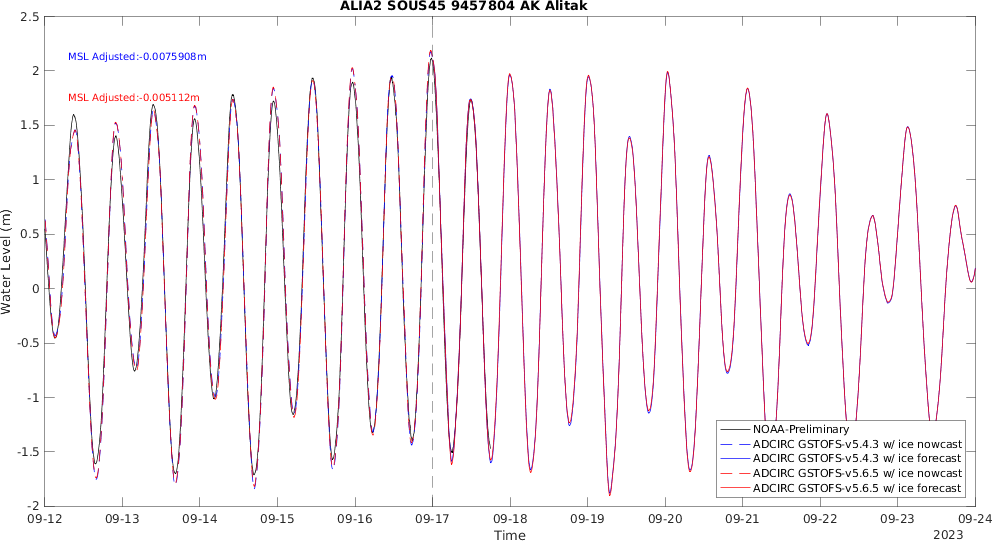 ALIA2 SOUS45 9457804 AK Alitak
2.5
2
1.5
1
0.5
0
-0.5
-1
-1.5
-2
Water Level (m)
MSL Adjusted:-0.0075908m
MSL Adjusted:-0.005112m
NOAA-Preliminary
ADCIRC GSTOFS-v5.4.3 w/ ice nowcast
ADCIRC GSTOFS-v5.4.3 w/ ice forecast
ADCIRC GSTOFS-v5.6.5 w/ ice nowcast
ADCIRC GSTOFS-v5.6.5 w/ ice forecast
09-12 09-13 09-14 09-15 09-16 09-17 09-18 09-19 09-20 09-21 09-22 09-23 09-24
Time
2023